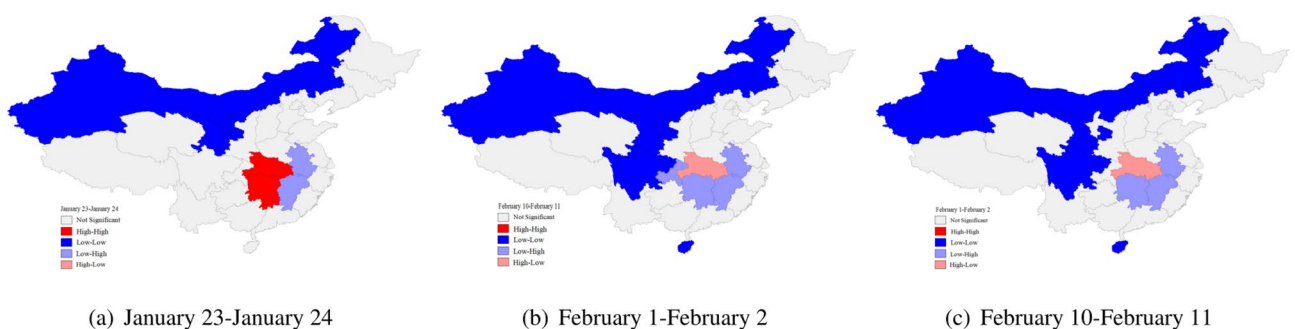 January 23-January 24
Not Significant
High-High
Low-Low
Low-High
High-Low
February 10-February 11
Not Significant
High-High
Low-Low
Low-High
High-Low
February 1-February 2
Not Significant
High-High
Low-Low
Low-High
High-Low
(a) January 23-January 24
(b) February 1-February 2
(c) February 10-February 11